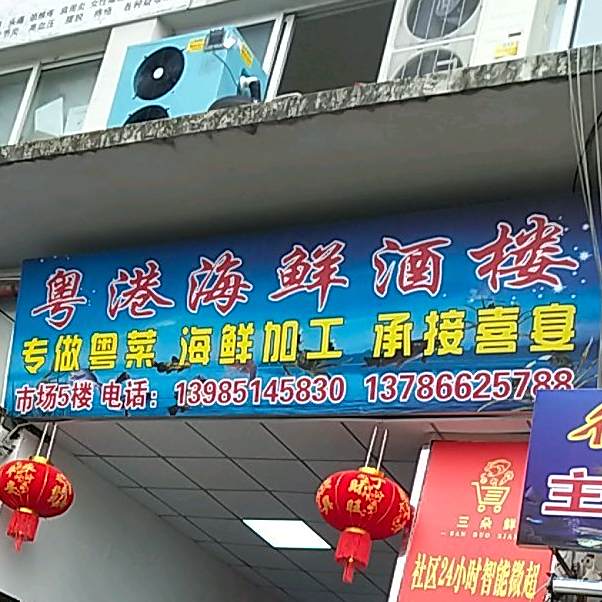 粤港海鲜酒楼
专做粤菜 海鲜加工 承接喜宴
市场5楼 电话: 13985145830 13786625788
主
三朵鲜
社区24小时智能微超